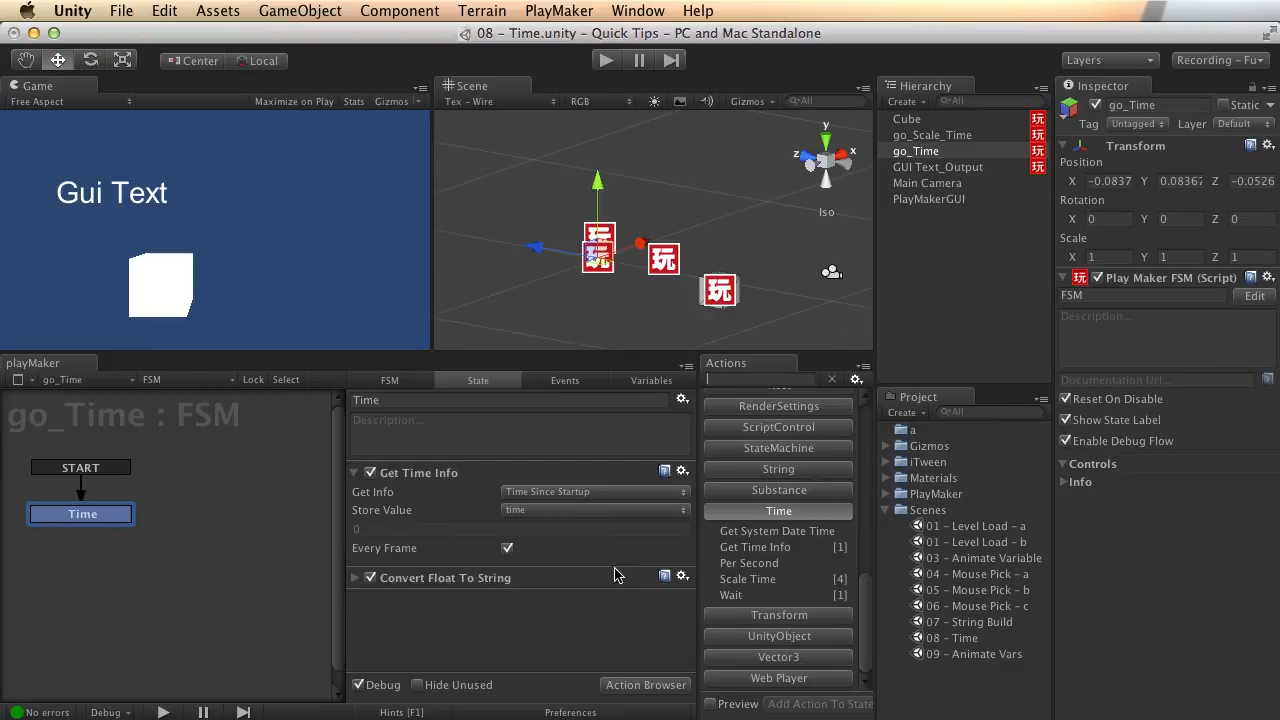 Unity File Edit Assets GameObject Component Terrain PlayMaker Window Help
08 – Time.unity – Quick Tips – PC and Mac Standalone
Center Local Layers Recording – Fu
Game
Free Aspect Maximize on Play Stats Gizmos
Gui Text
Scene
Tex – Wire RGB Gizmos All
y
z x
Iso
玩
玩
玩
玩
Hierarchy
Create All
Cube 玩
go_Scale_Time 玩
go_Time 玩
GUI Text_Output 玩
Main Camera
PlayMakerGUI
Inspector
go_Time Static
Tag Untagged Layer Default
Transform
Position
X -0.0837 Y 0.08367 Z -0.0526
Rotation
X 0 Y 0 Z 0
Scale
X 1 Y 1 Z 1
玩 Play Maker FSM (Script)
FSM Edit
Description...
Documentation Url...
Reset On Disable
Show State Label
Enable Debug Flow
Controls
Info
playMaker
go_Time FSM Lock Select
go_Time : FSM
START
Time
FSM State Events Variables
Time
Description...
Get Time Info
Get Info Time Since Startup
Store Value time
0
Every Frame
Convert Float To String
Debug Hide Unused Action Browser
No errors Debug Hints [F1] Preferences
Actions
RenderSettings
ScriptControl
StateMachine
String
Substance
Time
Get System Date Time
Get Time Info [1]
Per Second
Scale Time [4]
Wait [1]
Transform
UnityObject
Vector3
Web Player
Preview Add Action To State
Project
Create All
a
Gizmos
iTween
Materials
PlayMaker
Scenes
01 – Level Load – a
01 – Level Load – b
03 – Animate Variable
04 – Mouse Pick – a
05 – Mouse Pick – b
06 – Mouse Pick – c
07 – String Build
08 – Time
09 – Animate Vars